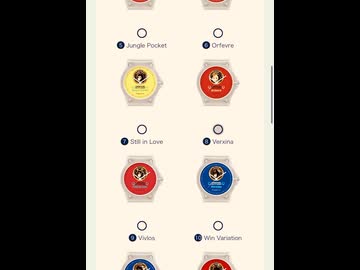 5 Jungle Pocket
6 Orfevre
7 Still in Love
8 Verxina
9 Vivlos
10 Win Variation